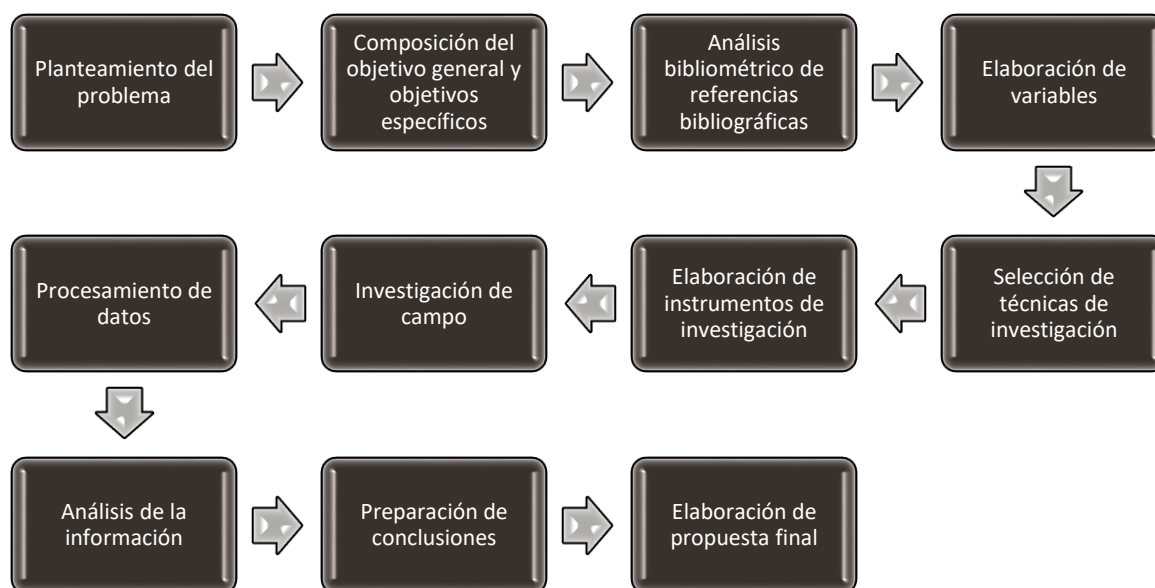 Planteamiento del
problema
Composición del
objetivo general y
objetivos
específicos
Análisis
bibliométrico de
referencias
bibliográficas
Elaboración de
variables
Selección de
técnicas de
investigación
Elaboración de
instrumentos de
investigación
Investigación de
campo
Procesamiento de
datos
Análisis de la
información
Preparación de
conclusiones
Elaboración de
propuesta final